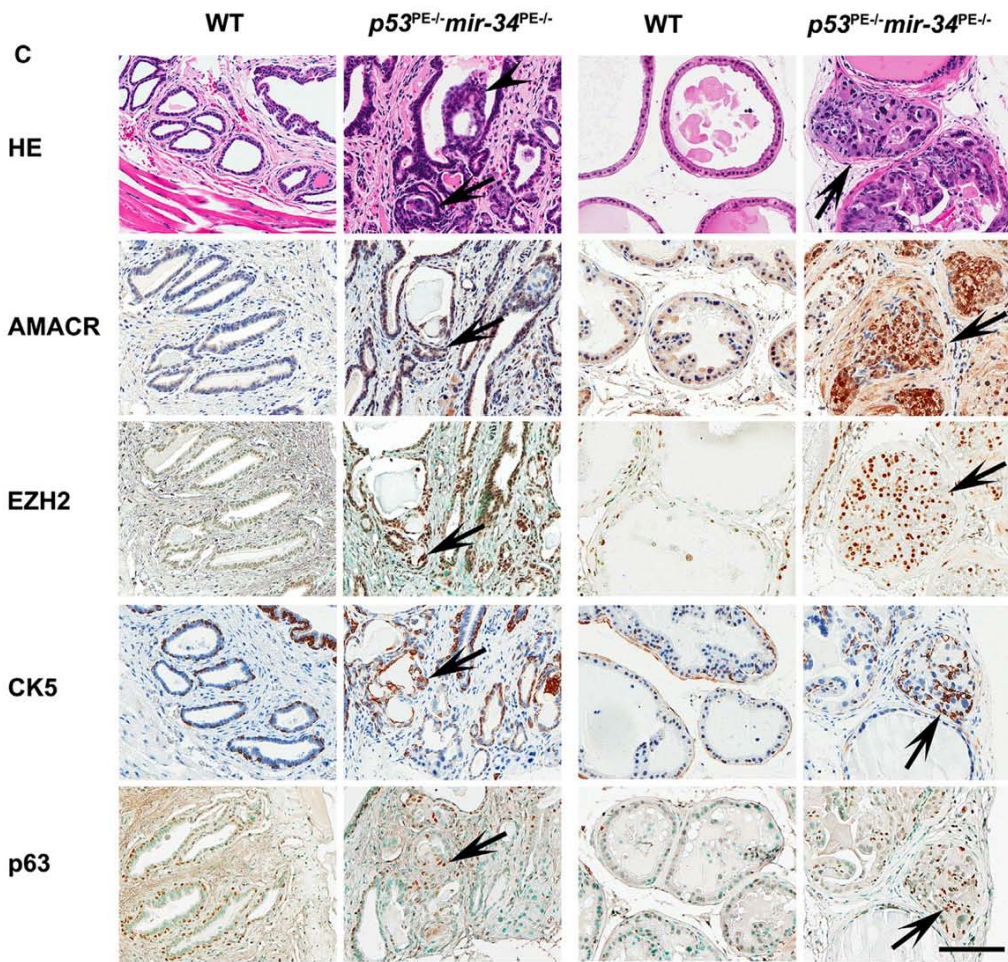 WT p53PE-/-mir-34PE-/- WT p53PE-/-mir-34PE-/-
C
HE
AMACR
EZH2
CK5
p63